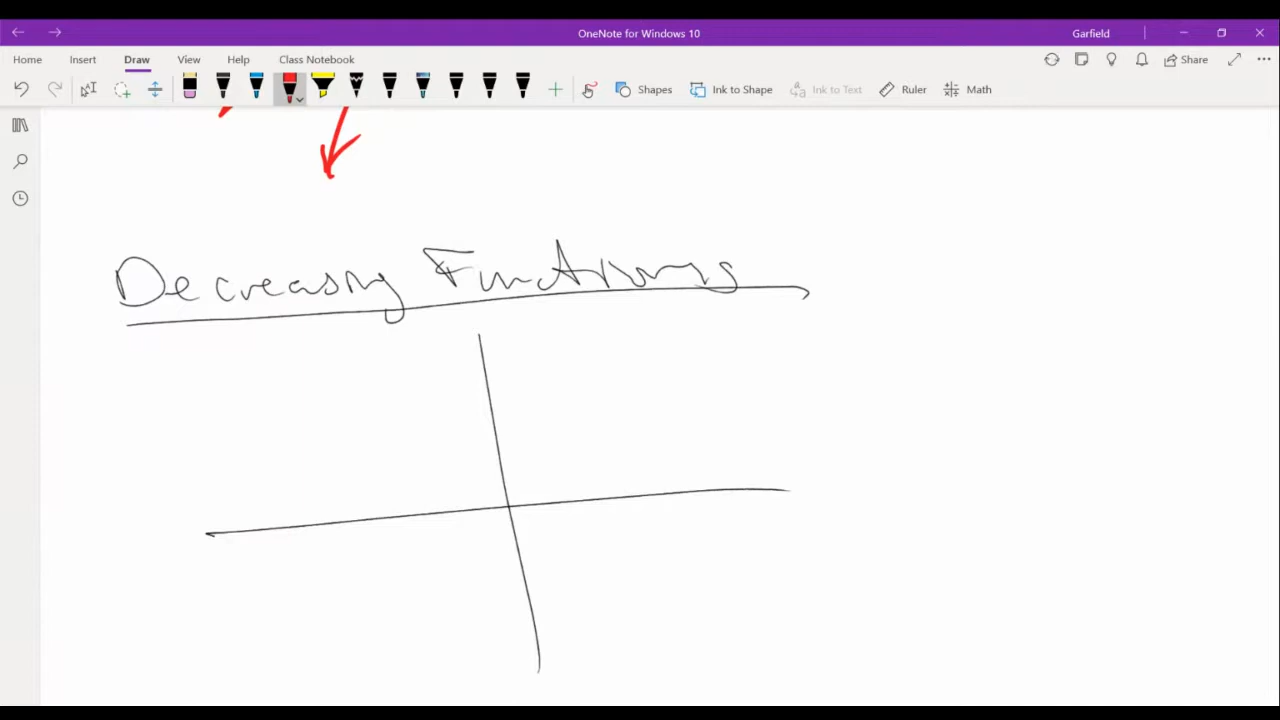 OneNote for Windows 10
Garfield
Home Insert Draw View Help Class Notebook
Share
Shapes Ink to Shape Ink to Text Ruler Math
Decreasing Functions